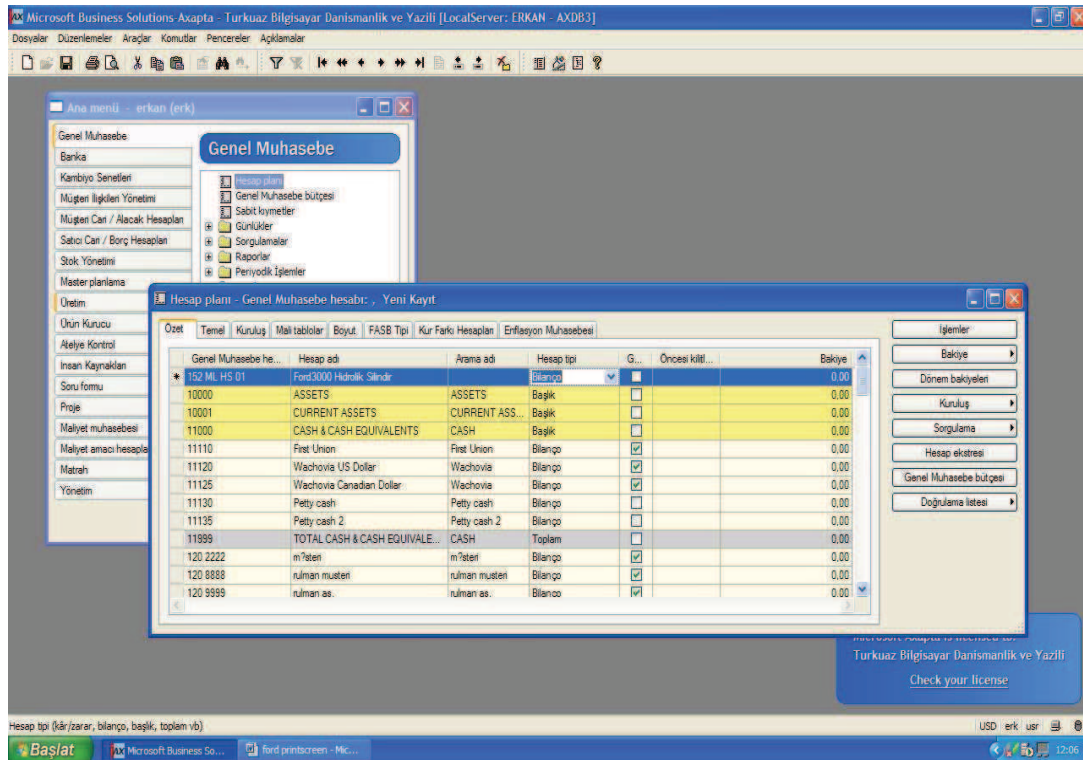 Microsoft Business Solutions-Axapta - Turkuaz Bilgisayar Danismanlik ve Yazili [LocalServer: ERKAN - AXDB3]
Dosyalar Düzenlemeler Araçlar Komutlar Pencereler Açıklamalar
Ana menü - erkan (erk)
Genel Muhasebe
Banka
Kambiyo Senetleri
Müşteri İlişkileri Yönetimi
Müşteri Cari / Alacak Hesapları
Satıcı Cari / Borç Hesapları
Stok Yönetimi
Master planlama
Üretim
Ürün Kurucu
Atelye Kontrol
Insan Kaynakları
Soru formu
Proje
Maliyet muhasebesi
Maliyet amacı hesapla
Matrah
Yönetim
Genel Muhasebe
Hesap planı
Genel Muhasebe bütçesi
Sabit kıymetler
Günlükler
Sorgulamalar
Raporlar
Periyodik İşlemler
Hesap planı - Genel Muhasebe hesabı: , Yeni Kayıt
Özet Temel Kuruluş Mali tablolar Boyut FASB Tipi Kur Farkı Hesapları Enflasyon Muhasebesi
Genel Muhasebe he... Hesap adı Arama adı Hesap tipi G... Öncesi kilitl... Bakiye
152 ML HS 01 Ford3000 Hidrolik Silindir Bilanço 0.00
10000 ASSETS ASSETS Başlık 0,00
10001 CURRENT ASSETS CURRENT ASS... Başlık 0,00
11000 CASH & CASH EQUIVALENTS CASH Başlık 0,00
11110 First Union First Union Bilanço 0,00
11120 Wachovia US Dollar Wachovia Bilanço 0,00
11125 Wachovia Canadian Dollar Wachovia Bilanço 0,00
11130 Petty cash Petty cash Bilanço 0,00
11135 Petty cash 2 Petty cash 2 Bilanço 0,00
11999 TOTAL CASH & CASH EQUIVALE... CASH Toplam 0,00
120 2222 m?steri m?steri Bilanço 0,00
120 8888 rulman musteri rulman musteri Bilanço 0,00
120 9999 rulman as. rulman as. Bilanço 0,00
İşlemler
Bakiye
Dönem bakiyeleri
Kuruluş
Sorgulama
Hesap ekstresi
Genel Muhasebe bütçesi
Doğrulama listesi
Microsoft Axapta is licensed to:
Turkuaz Bilgisayar Danismanlik ve Yazili
Check your license
Hesap tipi (kâr/zarar, bilanço, başlık, toplam vb)
USD erk usr
Başlat Microsoft Business So... ford printscreen - Mic... 12:06